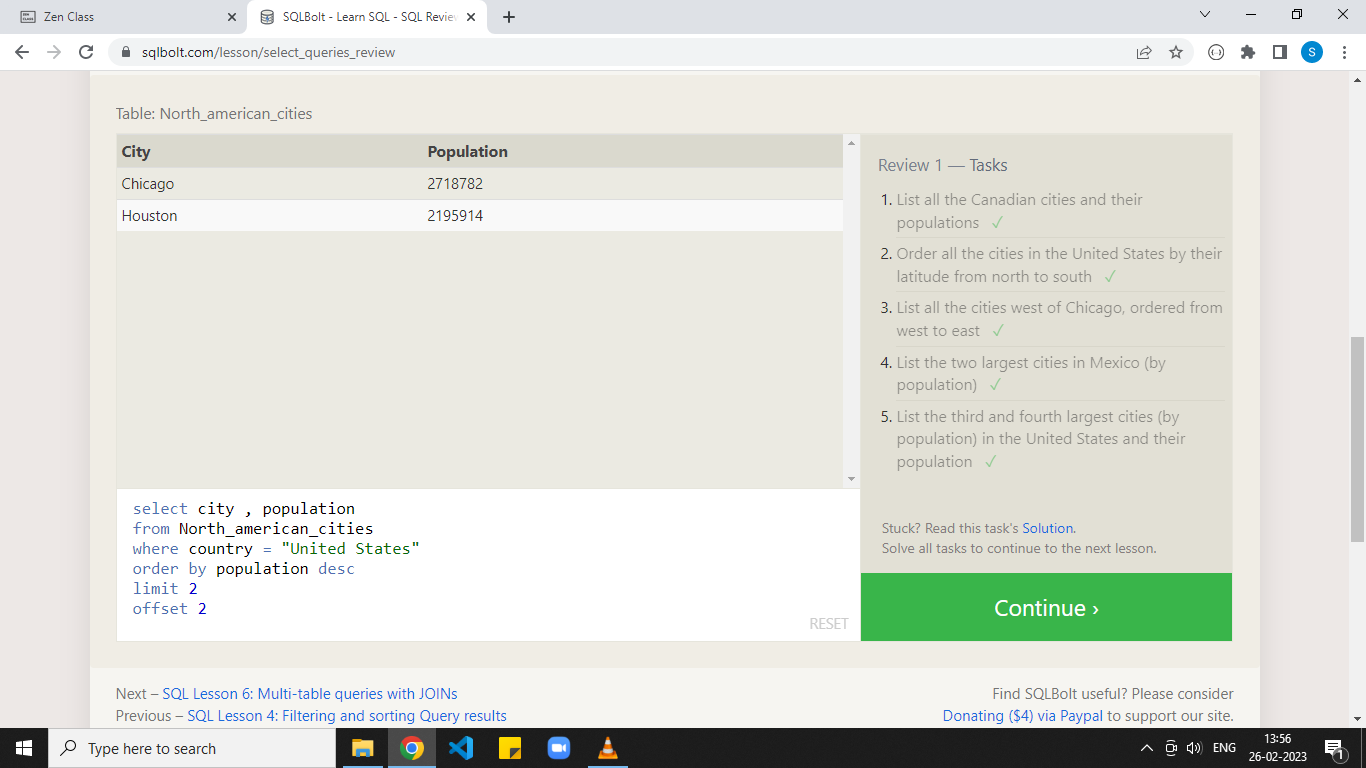 Zen Class
SQLBolt - Learn SQL - SQL Review
sqlbolt.com/lesson/select_queries_review
S
Table: North_american_cities
City Population
Chicago 2718782
Houston 2195914
Review 1 — Tasks
1. List all the Canadian cities and their
populations ✓
2. Order all the cities in the United States by their
latitude from north to south ✓
3. List all the cities west of Chicago, ordered from
west to east ✓
4. List the two largest cities in Mexico (by
population) ✓
5. List the third and fourth largest cities (by
population) in the United States and their
population ✓
select city , population
from North_american_cities
where country = "United States"
order by population desc
limit 2
offset 2
RESET
Stuck? Read this task's Solution.
Solve all tasks to continue to the next lesson.
Continue ›
Next – SQL Lesson 6: Multi-table queries with JOINs
Previous – SQL Lesson 4: Filtering and sorting Query results
Find SQLBolt useful? Please consider
Donating ($4) via Paypal to support our site.
Type here to search
ENG
13:56
26-02-2023
1